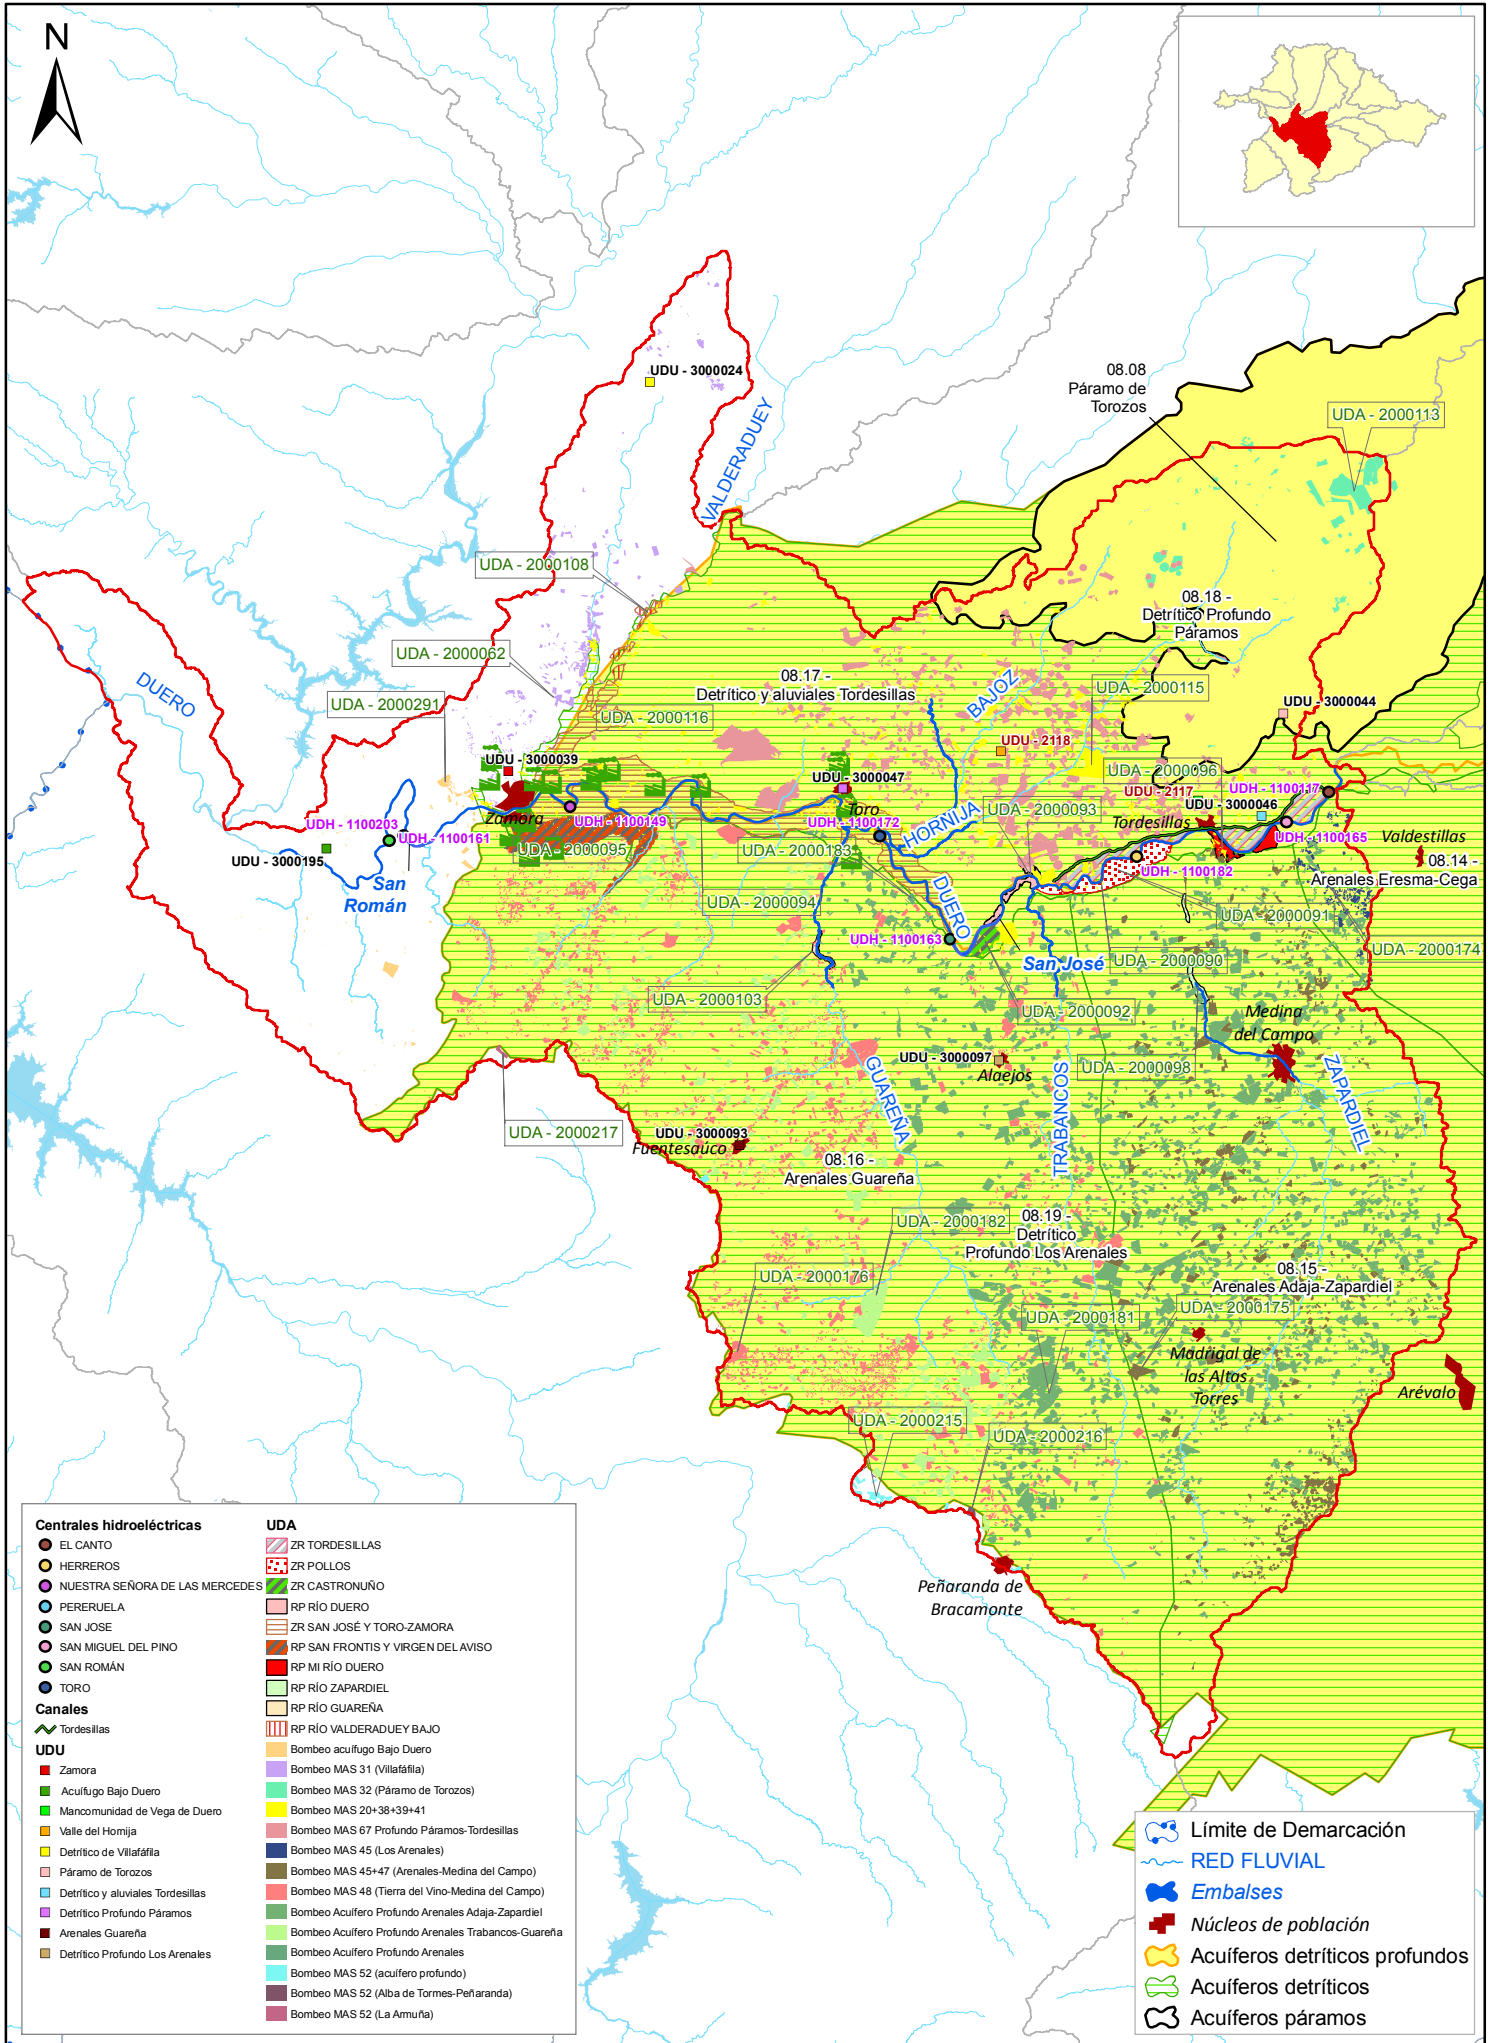 N
08.08
Páramo de
Torozos
UDU - 3000024
UDA - 2000113
VALDERADUEY
UDA - 2000108
08.18 -
Detrítico Profundo
Páramos
UDA - 2000062
DUERO
08.17 -
Detrítico y aluviales Tordesillas
BAJOZ
UDA - 2000115
UDA - 2000291
UDA - 2000116
UDU - 3000044
UDU - 2118
UDU - 3000039
UDU - 3000047
UDA - 2000096
UDU - 2117
UDH - 1100117
UDU - 3000046
Zamora
Toro
UDA - 2000093
Tordesillas
UDH - 1100203
UDH - 1100161
UDH - 1100149
UDH - 1100172
HORNIJA
UDH - 1100165
Valdestillas
UDU - 3000195
UDA - 2000095
UDA - 2000183
UDH - 1100182
08.14 -
Arenales Eresma-Cega
San
Román
UDA - 2000094
DUERO
UDA - 2000091
UDH - 1100163
San José
UDA - 2000090
UDA - 2000174
UDA - 2000103
UDA - 2000092
Medina
del Campo
UDU - 3000097
Alaejos
UDA - 2000098
GUAREÑA
TRABANCOS
ZAPARDIEL
UDA - 2000217
UDU - 3000093
Fuentesaúco
08.16 -
Arenales Guareña
UDA - 2000182
08.19 -
Detrítico
Profundo Los Arenales
UDA - 2000176
08.15 -
Arenales Adaja-Zapardiel
UDA - 2000181
UDA - 2000175
Madrigal de
las Altas
Torres
Arévalo
UDA - 2000215
UDA - 2000216
Peñaranda de
Bracamonte
Centrales hidroeléctricas
EL CANTO
HERREROS
NUESTRA SEÑORA DE LAS MERCEDES
PERERUELA
SAN JOSE
SAN MIGUEL DEL PINO
SAN ROMÁN
TORO
Canales
Tordesillas
UDU
Zamora
Acuífugo Bajo Duero
Mancomunidad de Vega de Duero
Valle del Hornija
Detrítico de Villafáfila
Páramo de Torozos
Detrítico y aluviales Tordesillas
Detrítico Profundo Páramos
Arenales Guareña
Detrítico Profundo Los Arenales
UDA
ZR TORDESILLAS
ZR POLLOS
ZR CASTRONUÑO
RP RÍO DUERO
ZR SAN JOSÉ Y TORO-ZAMORA
RP SAN FRONTIS Y VIRGEN DEL AVISO
RP MI RÍO DUERO
RP RÍO ZAPARDIEL
RP RÍO GUAREÑA
RP RÍO VALDERADUEY BAJO
Bombeo acuífugo Bajo Duero
Bombeo MAS 31 (Villafáfila)
Bombeo MAS 32 (Páramo de Torozos)
Bombeo MAS 20+38+39+41
Bombeo MAS 67 Profundo Páramos-Tordesillas
Bombeo MAS 45 (Los Arenales)
Bombeo MAS 45+47 (Arenales-Medina del Campo)
Bombeo MAS 48 (Tierra del Vino-Medina del Campo)
Bombeo Acuífero Profundo Arenales Adaja-Zapardiel
Bombeo Acuífero Profundo Arenales Trabancos-Guareña
Bombeo Acuífero Profundo Arenales
Bombeo MAS 52 (acuífero profundo)
Bombeo MAS 52 (Alba de Tormes-Peñaranda)
Bombeo MAS 52 (La Armuña)
Límite de Demarcación
RED FLUVIAL
Embalses
Núcleos de población
Acuíferos detríticos profundos
Acuíferos detríticos
Acuíferos páramos